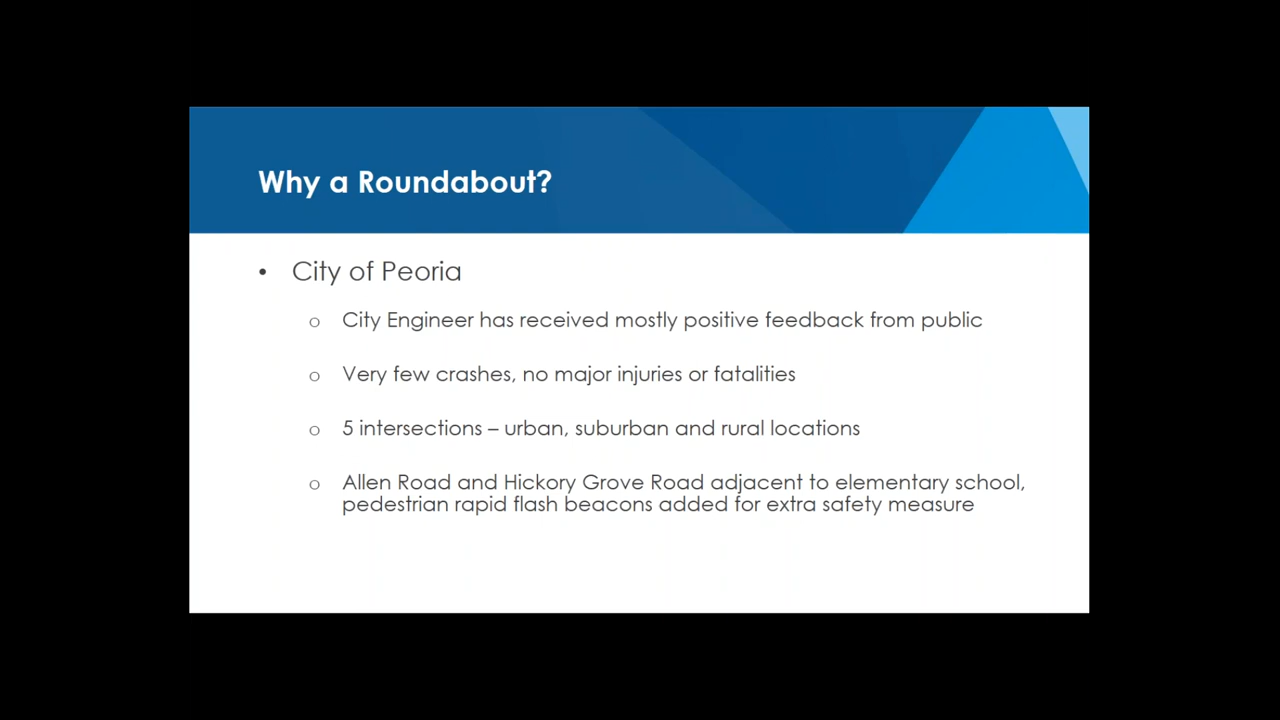 Why a Roundabout?
• City of Peoria
o City Engineer has received mostly positive feedback from public
o Very few crashes, no major injuries or fatalities
o 5 intersections – urban, suburban and rural locations
o Allen Road and Hickory Grove Road adjacent to elementary school,
pedestrian rapid flash beacons added for extra safety measure